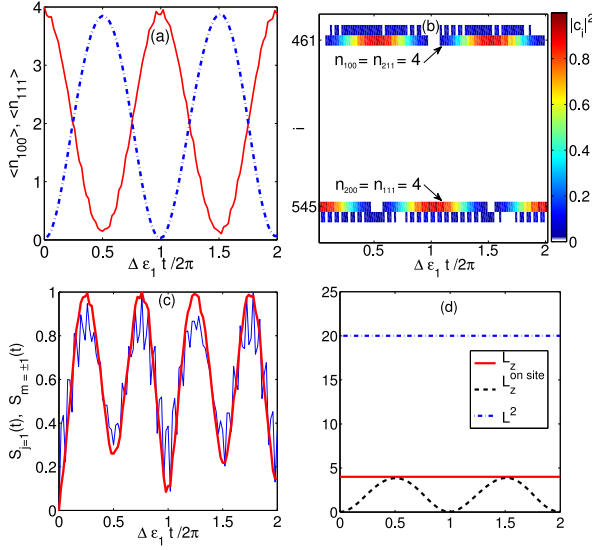 (a)
<n₁₀₀>, <n₁₁₁>
4
3
2
1
0
0 0.5 1 1.5 2
Δ ε₁ t /2π
(b)
i
461
545
n₁₀₀ = n₂₁₁ = 4
n₂₀₀ = n₁₁₁ = 4
0.5 1 1.5 2
Δ ε₁ t /2π
|cᵢ|²
0.8
0.6
0.4
0.2
0
(c)
Sⱼ₌₁(t), Sₘ ₌ ±₁(t)
1
0.8
0.6
0.4
0.2
0
0 0.5 1 1.5 2
Δ ε₁ t /2π
(d)
25
20
15
10
5
0
L_z
L_z^on site
L²
0 0.5 1 1.5 2
Δ ε₁ t /2π